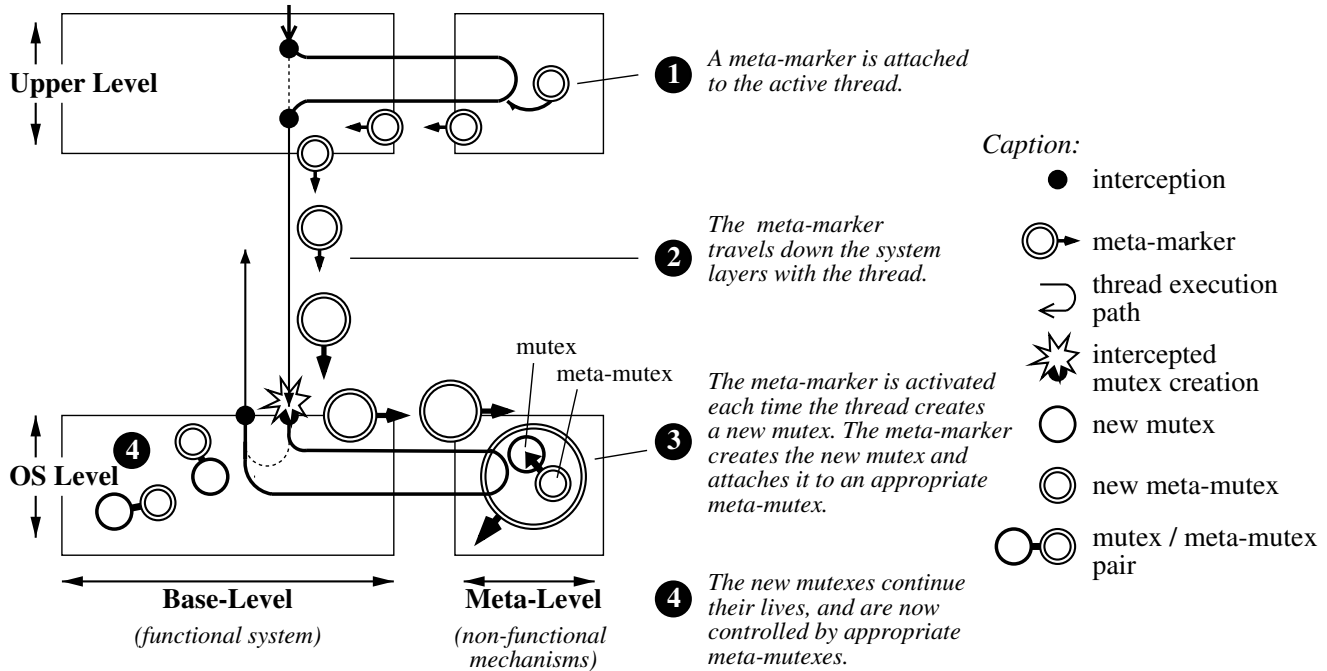 Upper Level
1
A meta-marker is attached
to the active thread.
Caption:
interception
meta-marker
thread execution
path
intercepted
mutex creation
new mutex
new meta-mutex
mutex / meta-mutex
pair
2
The meta-marker
travels down the system
layers with the thread.
mutex
meta-mutex
3
The meta-marker is activated
each time the thread creates
a new mutex. The meta-marker
creates the new mutex and
attaches it to an appropriate
meta-mutex.
4
OS Level
Base-Level
(functional system)
Meta-Level
(non-functional
mechanisms)
4
The new mutexes continue
their lives, and are now
controlled by appropriate
meta-mutexes.